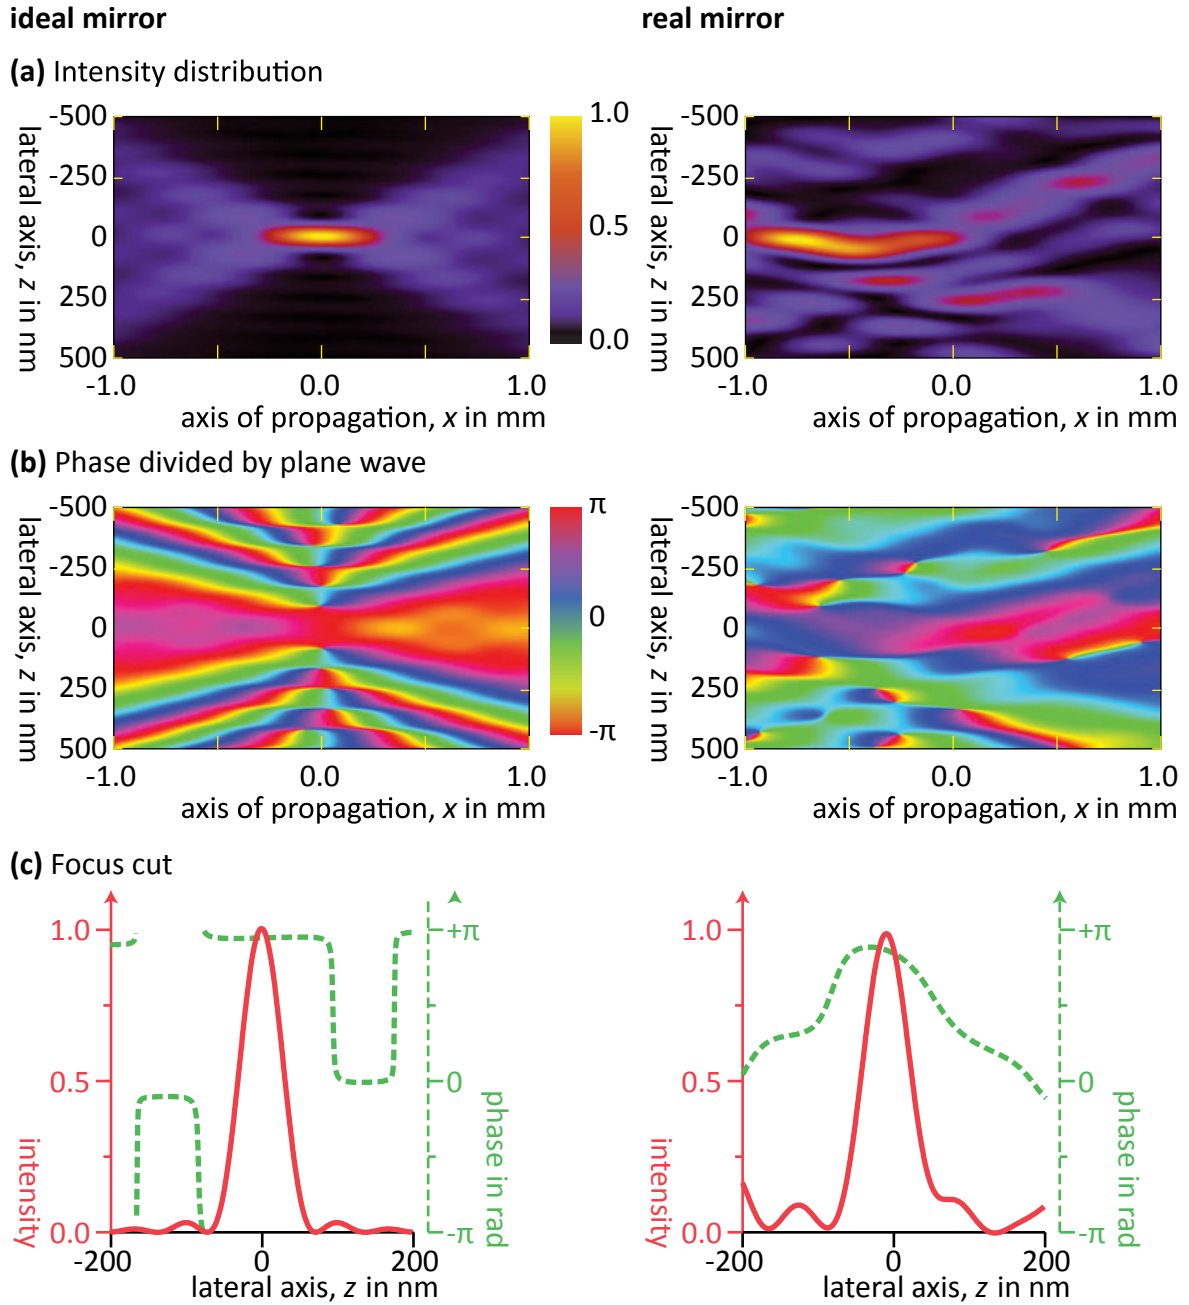 ideal mirror
real mirror
(a) Intensity distribution
-500
-250
0
250
500
lateral axis, z in nm
-1.0
0.0
1.0
axis of propagation, x in mm
1.0
0.5
0.0
-500
-250
0
250
500
lateral axis, z in nm
-1.0
0.0
1.0
axis of propagation, x in mm
(b) Phase divided by plane wave
-500
-250
0
250
500
lateral axis, z in nm
-1.0
0.0
1.0
axis of propagation, x in mm
π
0
-π
-500
-250
0
250
500
lateral axis, z in nm
-1.0
0.0
1.0
axis of propagation, x in mm
(c) Focus cut
1.0
0.5
0.0
intensity
+π
0
-π
phase in rad
-200
0
200
lateral axis, z in nm
1.0
0.5
0.0
intensity
+π
0
-π
phase in rad
-200
0
200
lateral axis, z in nm